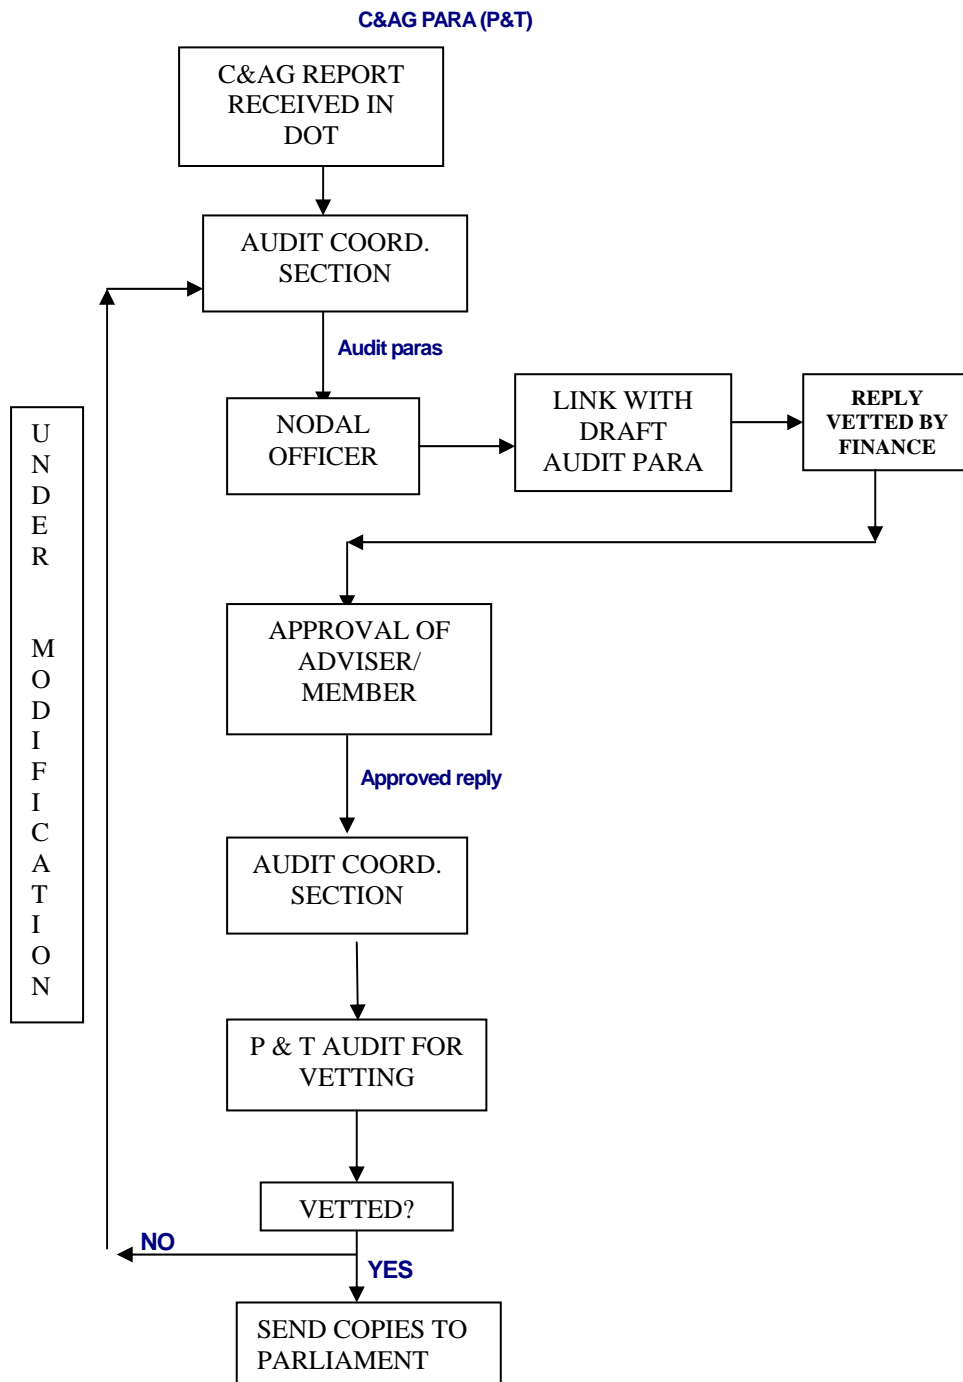 C&AG PARA (P&T)
C&AG REPORT
RECEIVED IN
DOT
AUDIT COORD.
SECTION
Audit paras
NODAL
OFFICER
LINK WITH
DRAFT
AUDIT PARA
REPLY
VETTED BY
FINANCE
UNDER MODIFICATION
APPROVAL OF
ADVISER/
MEMBER
Approved reply
AUDIT COORD.
SECTION
P & T AUDIT FOR
VETTING
VETTED?
NO
YES
SEND COPIES TO
PARLIAMENT